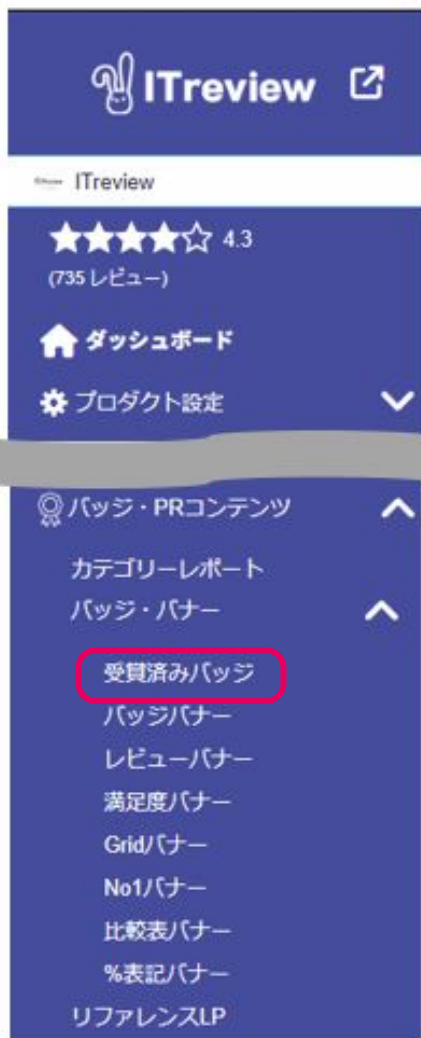 ITreview
ITreview
4.3
(735 レビュー)
ダッシュボード
プロダクト設定
バッジ・PRコンテンツ
カテゴリーレポート
バッジ・バナー
受賞済みバッジ
バッジバナー
レビューバナー
満足度バナー
Gridバナー
No1バナー
比較表バナー
%表記バナー
リファレンスLP